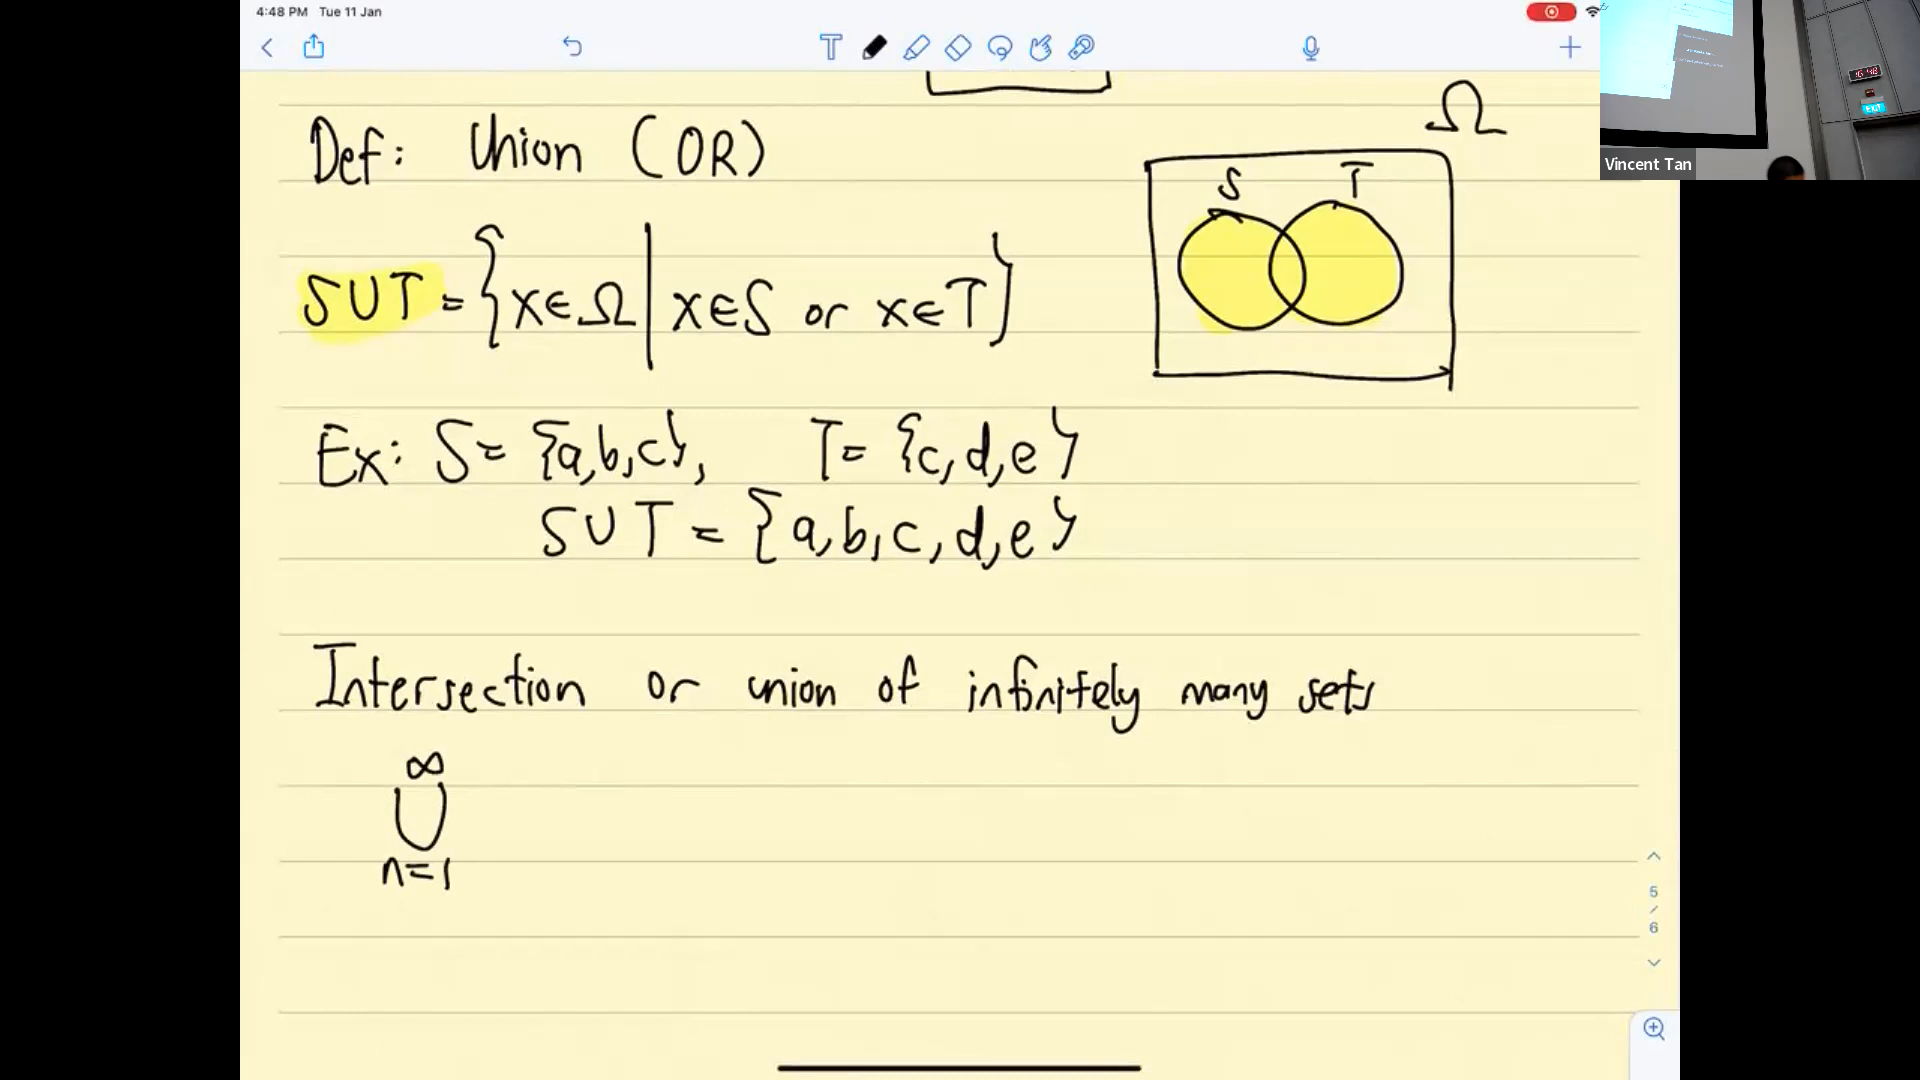 4:48 PM Tue 11 Jan
T
Vincent Tan
EXIT
Def: Union (OR)
Ω
S T
S∪T = {x∈Ω | x∈S or x∈T}
Ex: S = {a,b,c}, T = {c,d,e}
S∪T = {a,b,c,d,e}
Intersection or union of infinitely many sets
∞
∪
n=1
5
/
6